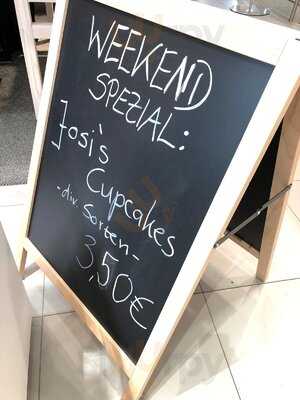 WEEKEND
SPEZIAL:
Josi's
Cupcakes
- div. Sorten -
3,50€